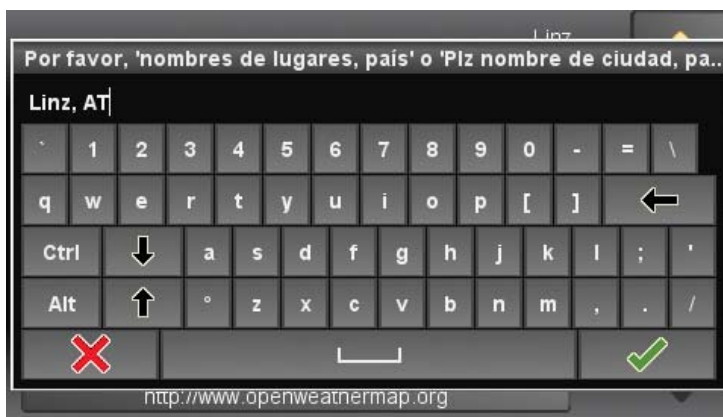 Linz
Por favor, 'nombres de lugares, país' o 'Plz nombre de ciudad, pa..
Linz, AT
` 1 2 3 4 5 6 7 8 9 0 - = \
q w e r t y u i o p [ ]
Ctrl a s d f g h j k l ; '
Alt ° z x c v b n m , . /
http://www.openweathermap.org